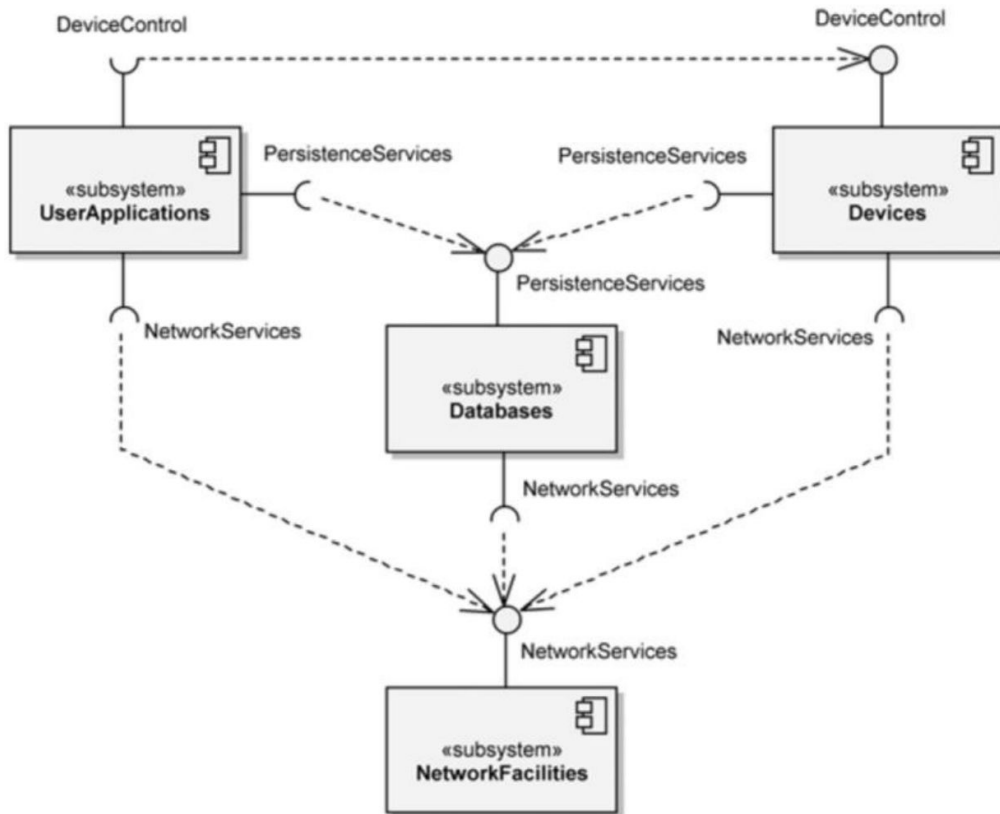 DeviceControl
DeviceControl
«subsystem»
UserApplications
PersistenceServices
PersistenceServices
«subsystem»
Devices
PersistenceServices
NetworkServices
NetworkServices
«subsystem»
Databases
NetworkServices
NetworkServices
«subsystem»
NetworkFacilities